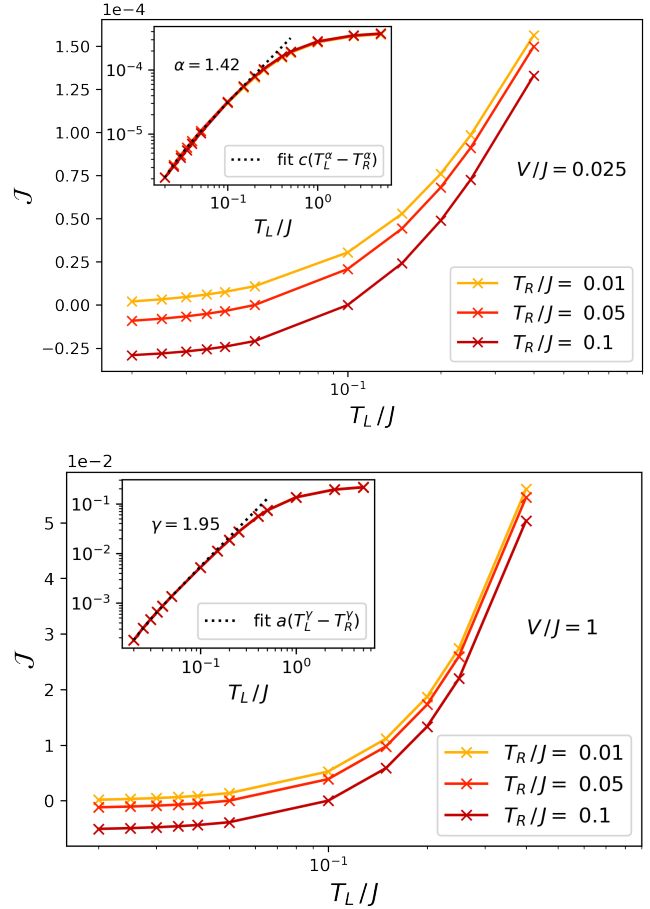 1e−4
1.50
1.25
1.00
0.75
0.50
0.25
0.00
−0.25
𝒥
10⁻⁴
10⁻⁵
α = 1.42
fit c(T_L^α − T_R^α)
10⁻¹ 10⁰
T_L/J
V/J = 0.025
T_R/J = 0.01
T_R/J = 0.05
T_R/J = 0.1
10⁻¹
T_L/J
1e−2
5
4
3
2
1
0
𝒥
10⁻¹
10⁻²
10⁻³
γ = 1.95
fit a(T_L^γ − T_R^γ)
10⁻¹ 10⁰
T_L/J
V/J = 1
T_R/J = 0.01
T_R/J = 0.05
T_R/J = 0.1
10⁻¹
T_L/J